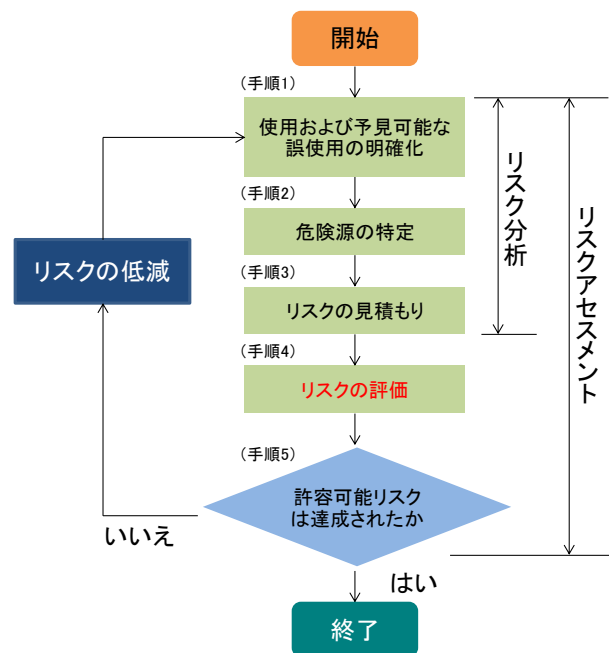 開始
(手順1)
使用および予見可能な
誤使用の明確化
(手順2)
危険源の特定
(手順3)
リスクの見積もり
(手順4)
リスクの評価
(手順5)
許容可能リスク
は達成されたか
いいえ
はい
終了
リスクの低減
リスク分析
リスクアセスメント